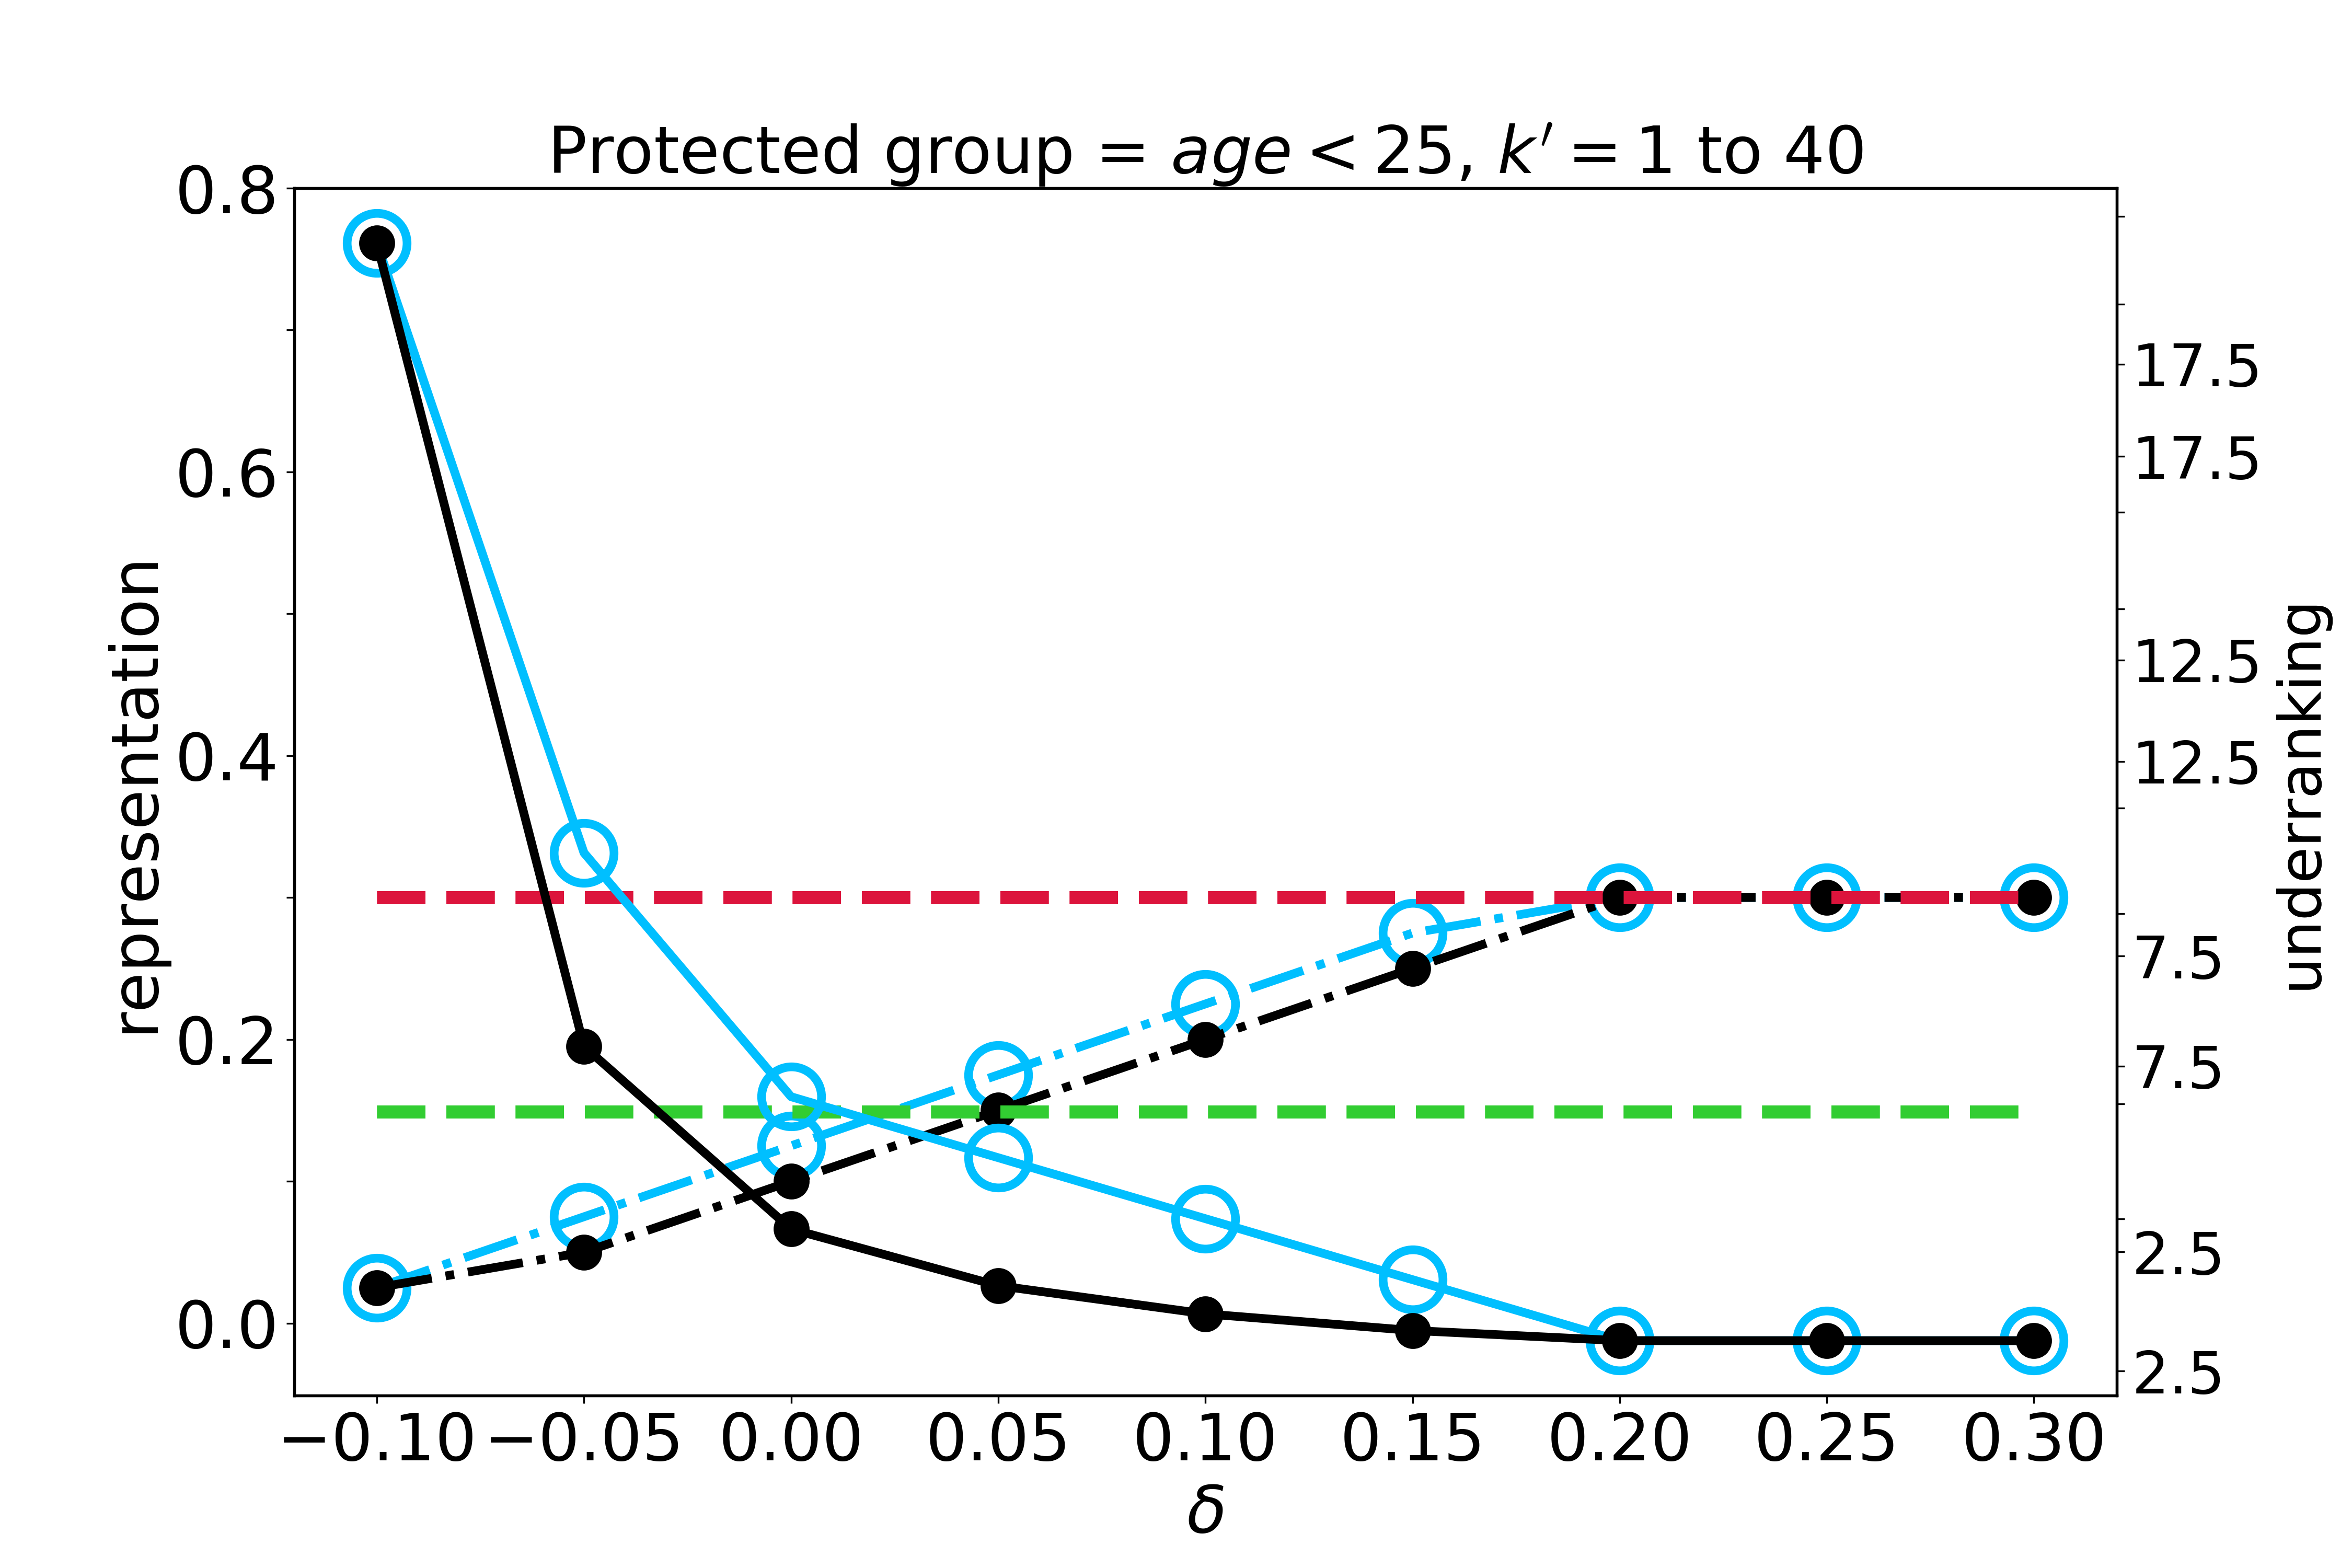 Protected group = age < 25, k′ = 1 to 40
0.8
0.6
0.4
0.2
0.0
representation
17.5
17.5
12.5
12.5
7.5
7.5
2.5
2.5
underranking
−0.10 −0.05 0.00 0.05 0.10 0.15 0.20 0.25 0.30
δ